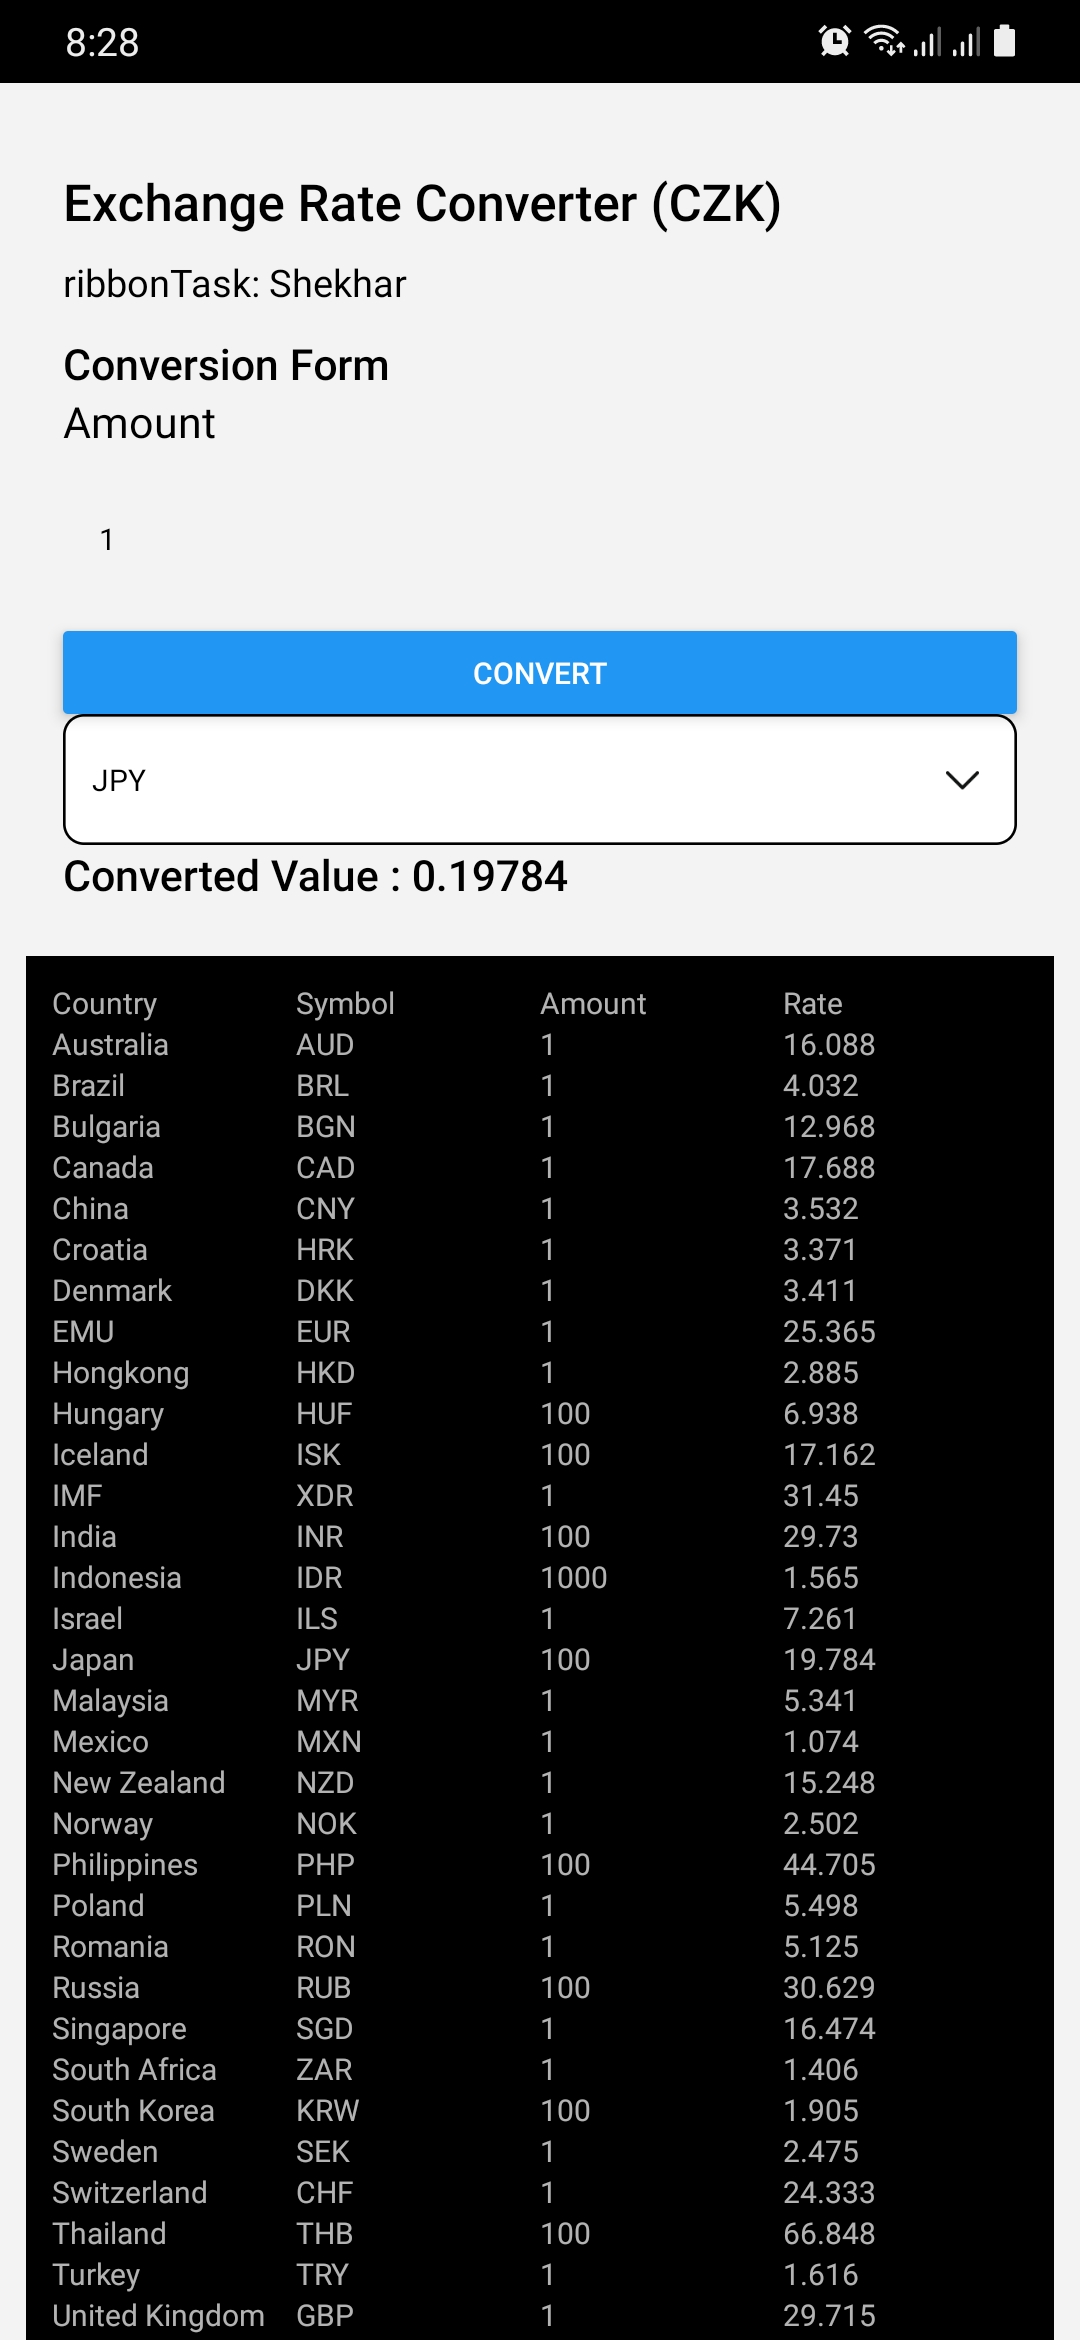 8:28
Exchange Rate Converter (CZK)
ribbonTask: Shekhar
Conversion Form
Amount
1
CONVERT
JPY
Converted Value : 0.19784
Country Symbol Amount Rate
Australia AUD 1 16.088
Brazil BRL 1 4.032
Bulgaria BGN 1 12.968
Canada CAD 1 17.688
China CNY 1 3.532
Croatia HRK 1 3.371
Denmark DKK 1 3.411
EMU EUR 1 25.365
Hongkong HKD 1 2.885
Hungary HUF 100 6.938
Iceland ISK 100 17.162
IMF XDR 1 31.45
India INR 100 29.73
Indonesia IDR 1000 1.565
Israel ILS 1 7.261
Japan JPY 100 19.784
Malaysia MYR 1 5.341
Mexico MXN 1 1.074
New Zealand NZD 1 15.248
Norway NOK 1 2.502
Philippines PHP 100 44.705
Poland PLN 1 5.498
Romania RON 1 5.125
Russia RUB 100 30.629
Singapore SGD 1 16.474
South Africa ZAR 1 1.406
South Korea KRW 100 1.905
Sweden SEK 1 2.475
Switzerland CHF 1 24.333
Thailand THB 100 66.848
Turkey TRY 1 1.616
United Kingdom GBP 1 29.715